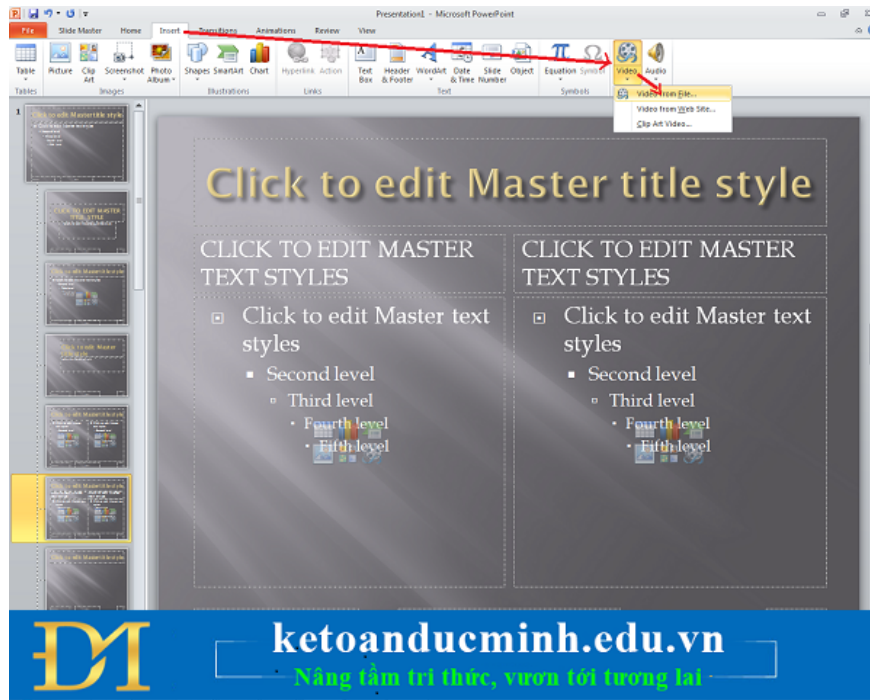 Presentation1 - Microsoft PowerPoint
File Slide Master Home Insert Transitions Animations Review View
Table Picture Clip Art Screenshot Photo Album Shapes SmartArt Chart Hyperlink Action Text Box Header & Footer WordArt Date & Time Slide Number Object Equation Symbol Video Audio
Tables Images Illustrations Links Text Symbols
Video from File...
Video from Web Site...
Clip Art Video...
1
Click to edit Master title style
CLICK TO EDIT MASTER
TEXT STYLES
Click to edit Master text
styles
Second level
Third level
Fourth level
Fifth level
CLICK TO EDIT MASTER
TEXT STYLES
Click to edit Master text
styles
Second level
Third level
Fourth level
Fifth level
ĐM
ketoanducminh.edu.vn
Nâng tầm tri thức, vươn tới tương lai